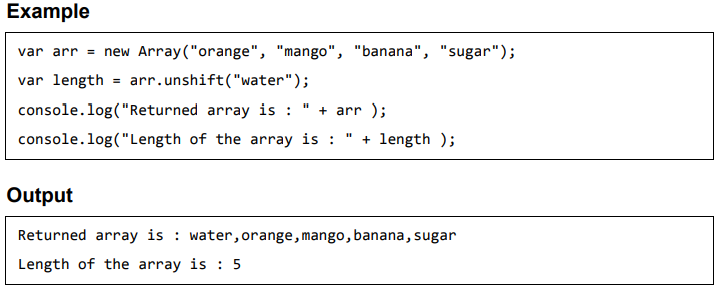 Example
var arr = new Array("orange", "mango", "banana", "sugar");
var length = arr.unshift("water");
console.log("Returned array is : " + arr );
console.log("Length of the array is : " + length );
Output
Returned array is : water,orange,mango,banana,sugar
Length of the array is : 5